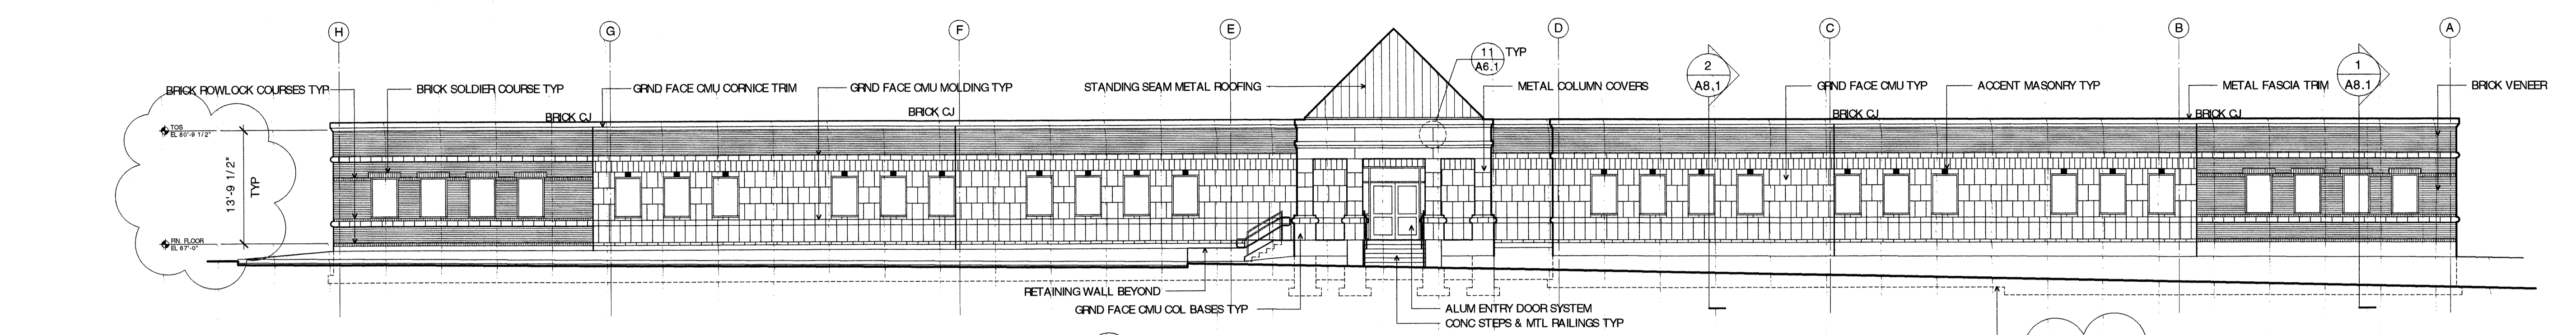 H
G
F
E
D
C
B
A
11
A6.1
TYP
2
A8.1
1
A8.1
BRICK ROWLOCK COURSES TYP
BRICK SOLDIER COURSE TYP
GRND FACE CMU CORNICE TRIM
GRND FACE CMU MOLDING TYP
STANDING SEAM METAL ROOFING
METAL COLUMN COVERS
GRND FACE CMU TYP
ACCENT MASONRY TYP
METAL FASCIA TRIM
BRICK VENEER
BRICK CJ
BRICK CJ
BRICK CJ
BRICK CJ
TOS
EL 80'-9 1/2"
13'-9 1/2"
TYP
FIN. FLOOR
EL 67'-0"
RETAINING WALL BEYOND
GRND FACE CMU COL BASES TYP
ALUM ENTRY DOOR SYSTEM
CONC STEPS & MTL RAILINGS TYP